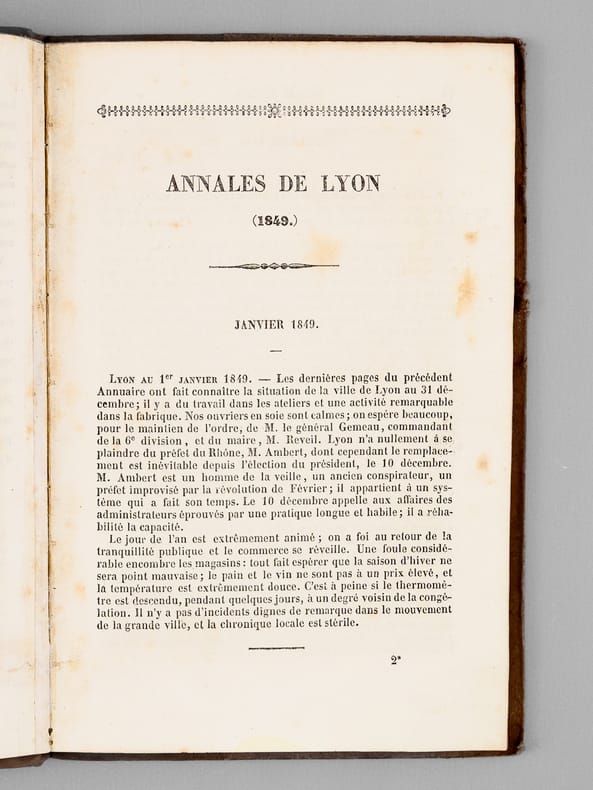 ANNALES DE LYON
(1849.)
JANVIER 1849.
LYON AU 1er JANVIER 1849. — Les dernières pages du précédent
Annuaire ont fait connaître la situation de la ville de Lyon au 31 dé-
cembre; il y a du travail dans les ateliers et une activité remarquable
dans la fabrique. Nos ouvriers en soie sont calmes; on espère beaucoup,
pour le maintien de l'ordre, de M. le général Gemeau, commandant
de la 6e division, et du maire, M. Reveil. Lyon n'a nullement à se
plaindre du préfet du Rhône, M. Ambert, dont cependant le remplace-
ment est inévitable depuis l'élection du président, le 10 décembre.
M. Ambert est un homme de la veille, un ancien conspirateur, un
préfet improvisé par la révolution de Février; il appartient à un sys-
tème qui a fait son temps. Le 10 décembre appelle aux affaires des
administrateurs éprouvés par une pratique longue et habile; il a réha-
bilité la capacité.
Le jour de l'an est extrêmement animé; on a foi au retour de la
tranquillité publique et le commerce se réveille. Une foule considé-
rable encombre les magasins: tout fait espérer que la saison d'hiver ne
sera point mauvaise; le pain et le vin ne sont pas à un prix élevé, et
la température est extrêmement douce. C'est à peine si le thermomè-
tre est descendu, pendant quelques jours, à un degré voisin de la congé-
lation. Il n'y a pas d'incidents dignes de remarque dans le mouvement
de la grande ville, et la chronique locale est stérile.
2*